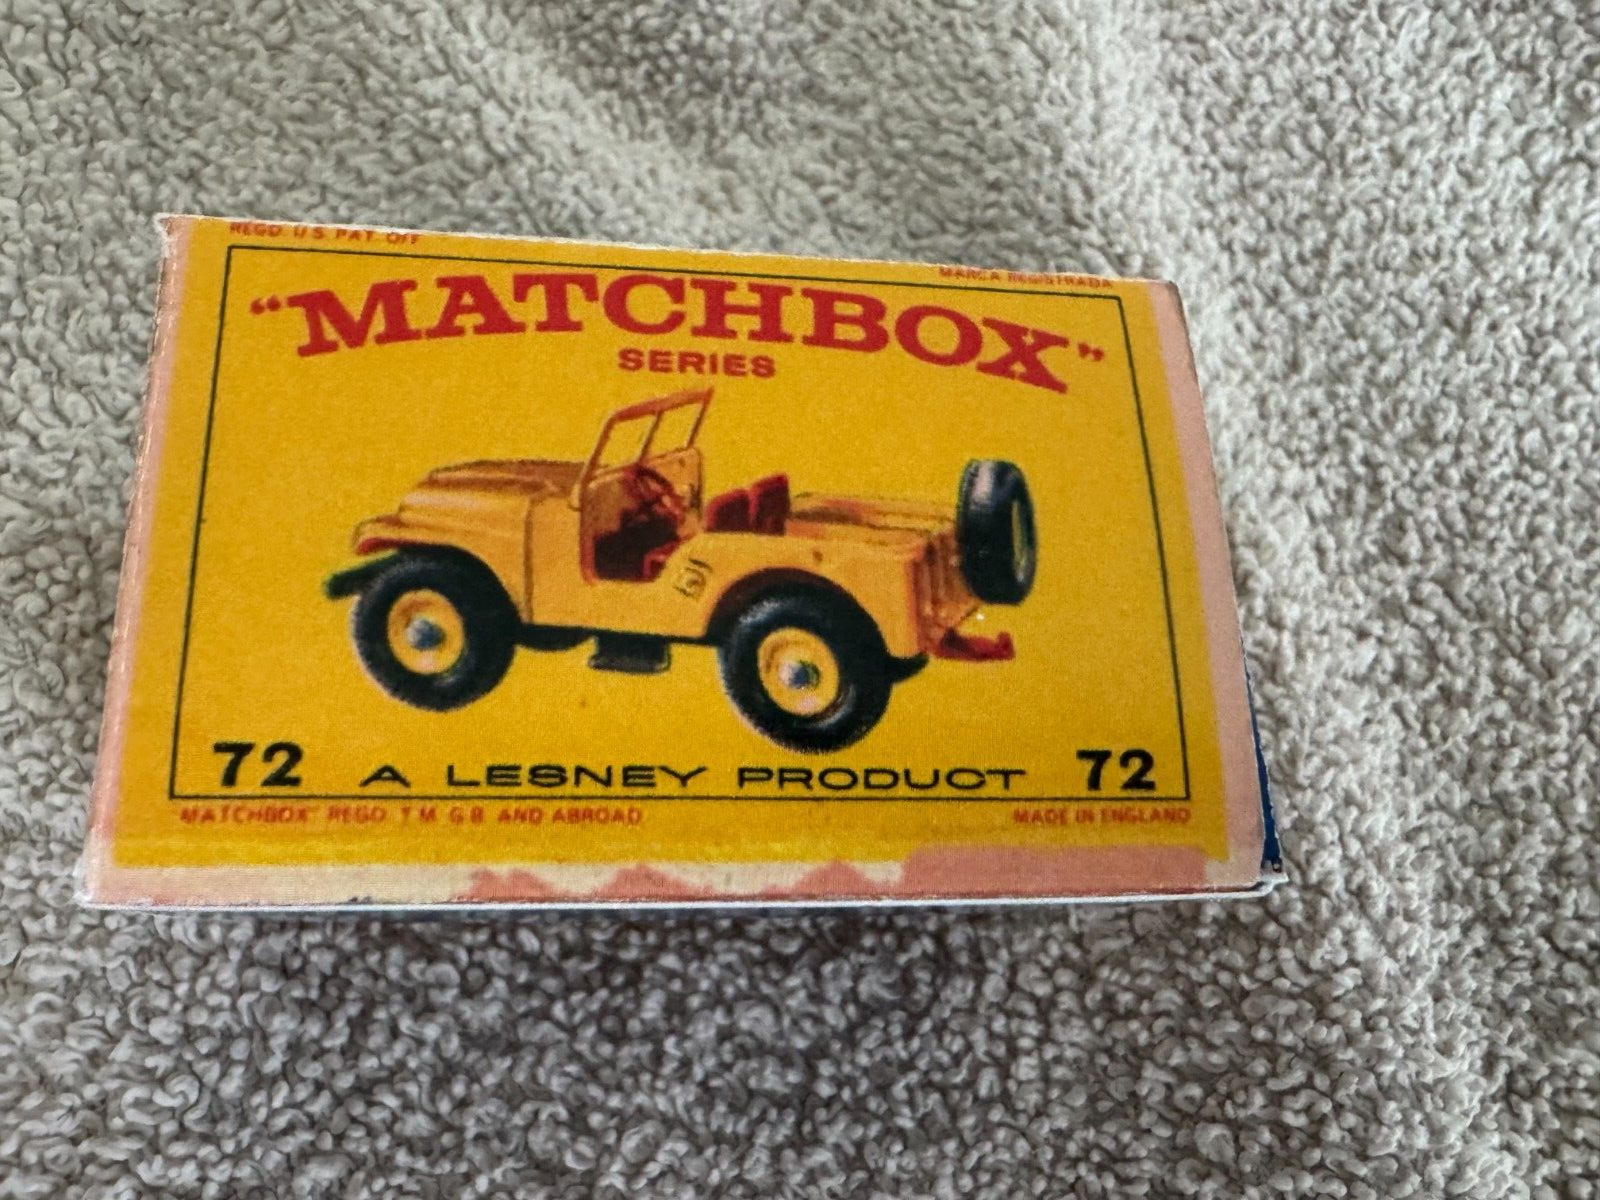 REGD U S PAT OFF
MARCA REGISTRADA
"MATCHBOX"
SERIES
72 A LESNEY PRODUCT 72
MATCHBOX" REGD T M G B AND ABROAD
MADE IN ENGLAND